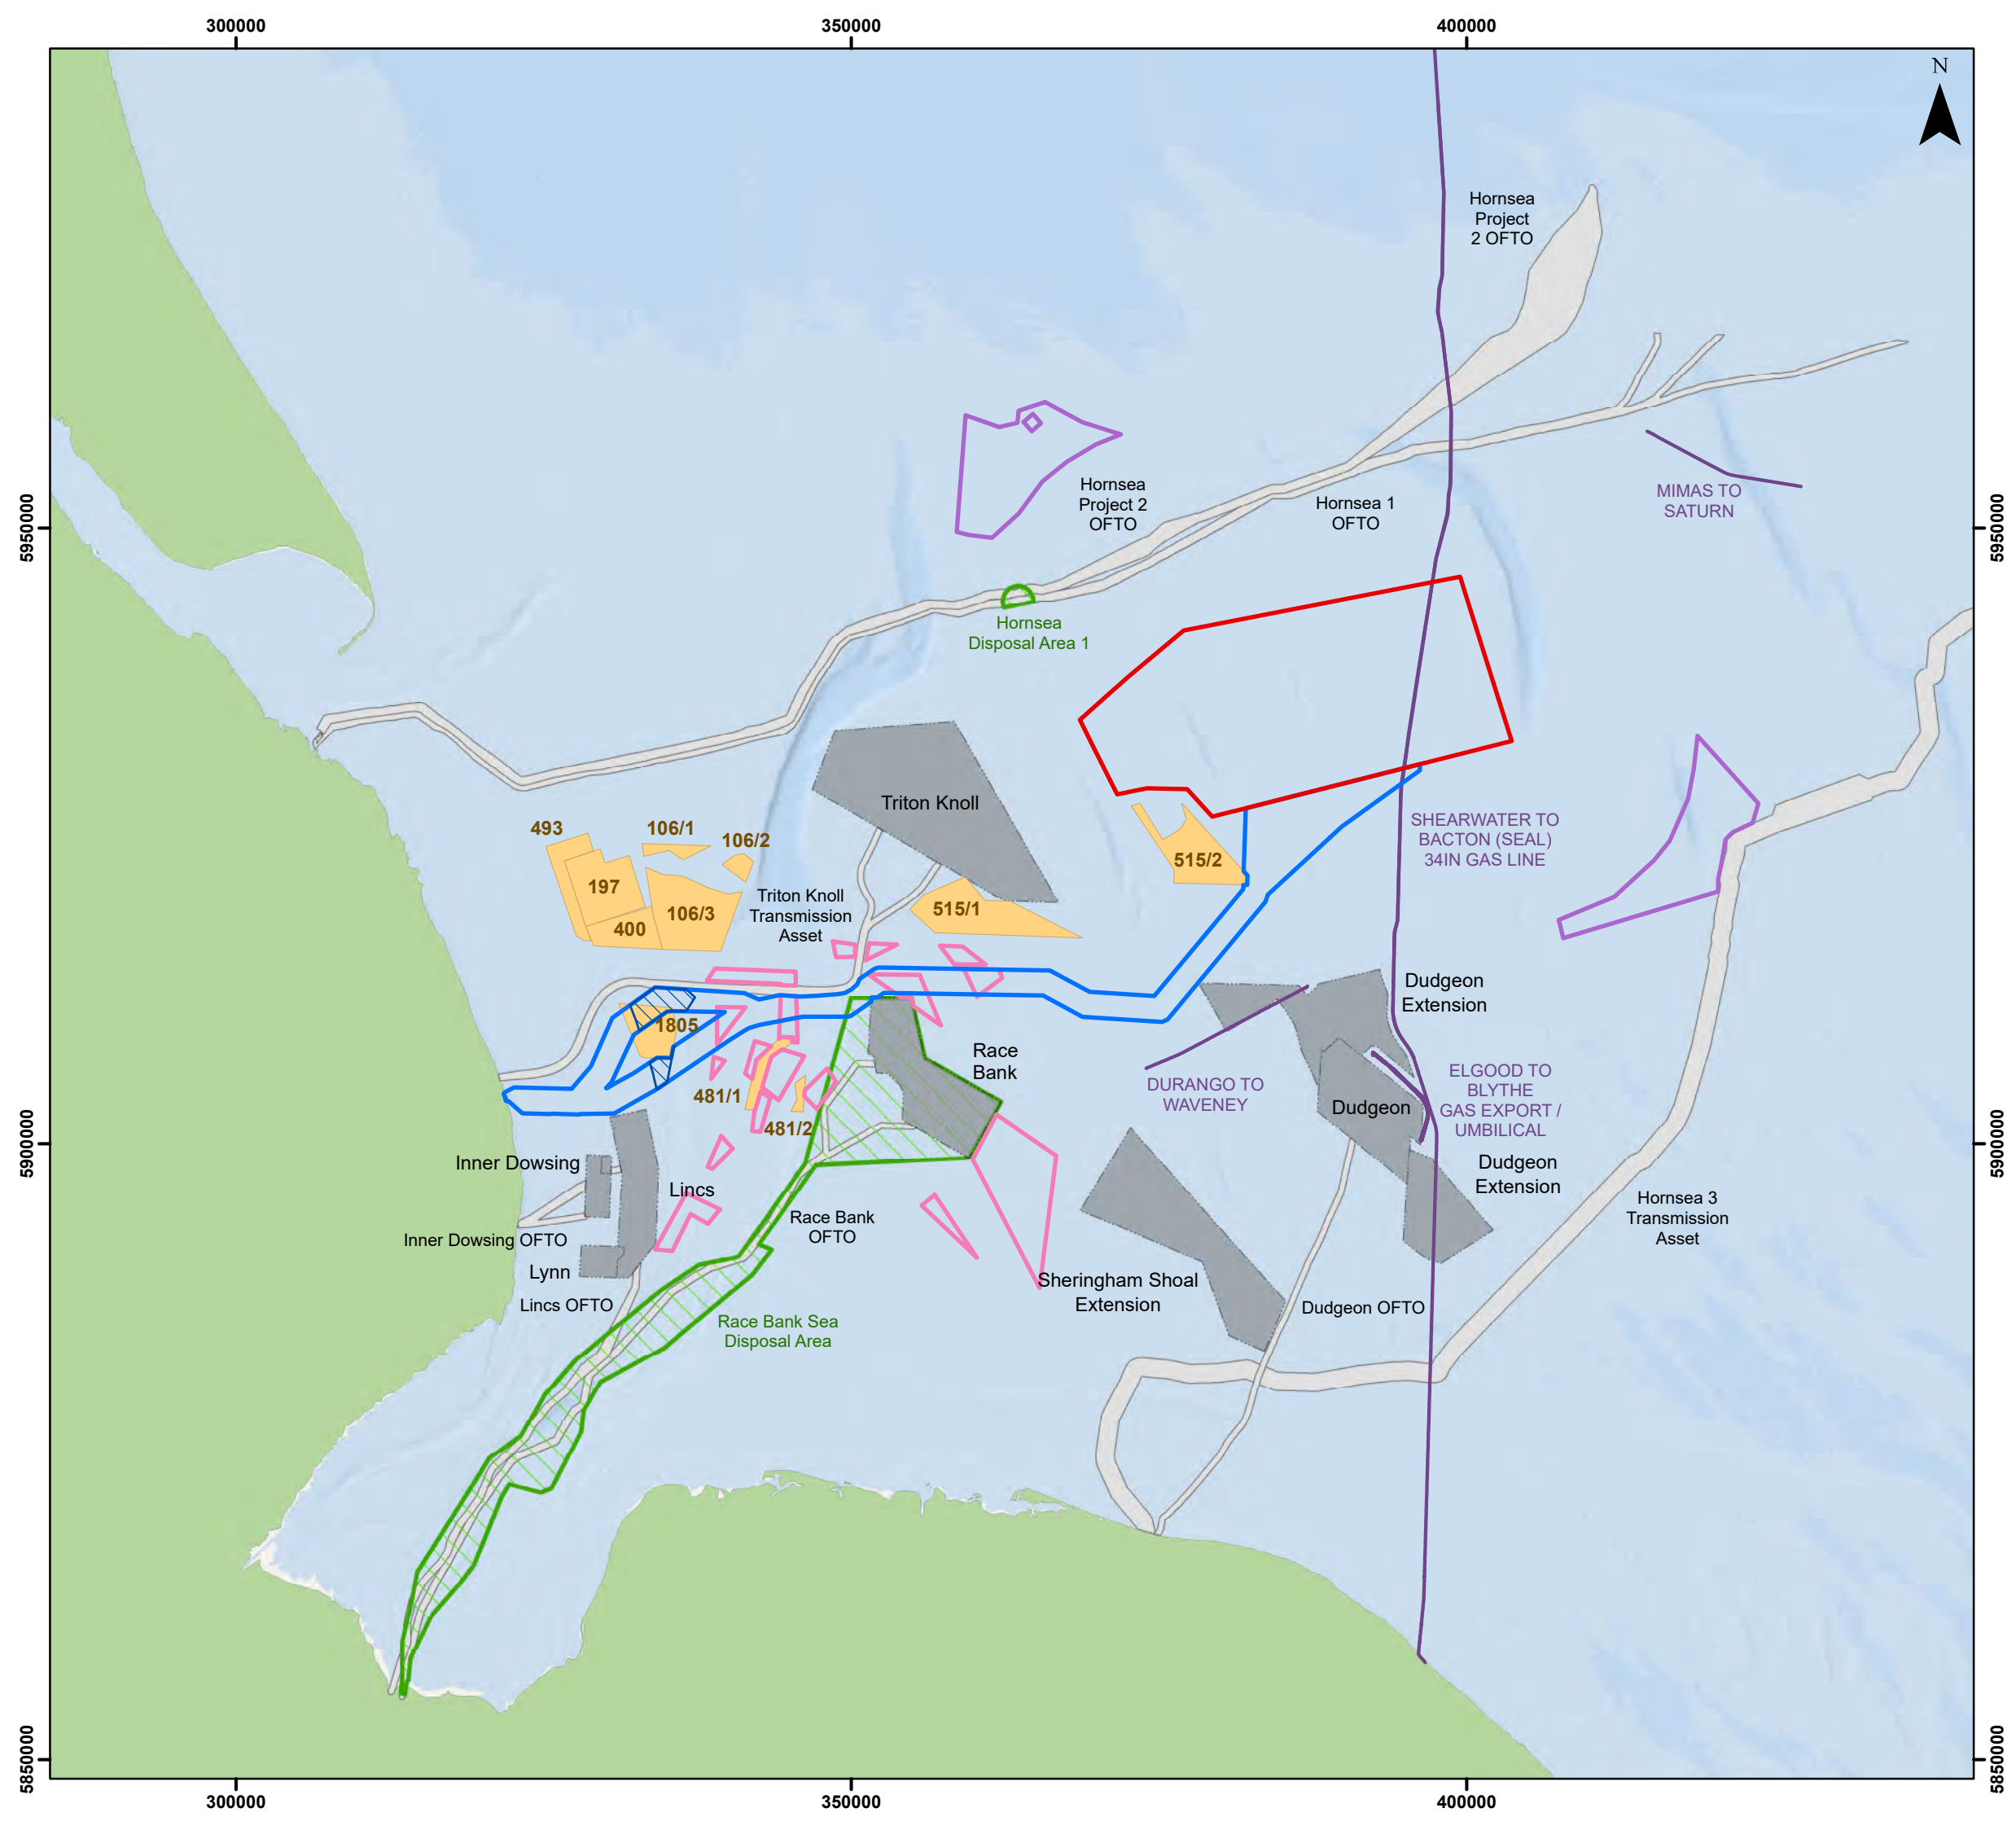 300000
350000
400000
N
Hornsea
Project
2 OFTO
Hornsea
Project 2
OFTO
Hornsea 1
OFTO
MIMAS TO
SATURN
5950000
5950000
Hornsea
Disposal Area 1
Triton Knoll
493
106/1
106/2
197
106/3
400
515/2
515/1
SHEARWATER TO
BACTON (SEAL)
34IN GAS LINE
Triton Knoll
Transmission
Asset
Dudgeon
Extension
1805
Race
Bank
481/1
481/2
DURANGO TO
WAVENEY
Dudgeon
ELGOOD TO
BLYTHE
GAS EXPORT /
UMBILICAL
5900000
5900000
Inner Dowsing
Lincs
Dudgeon
Extension
Race Bank
OFTO
Hornsea 3
Transmission
Asset
Inner Dowsing OFTO
Lynn
Lincs OFTO
Sheringham Shoal
Extension
Dudgeon OFTO
Race Bank Sea
Disposal Area
5850000
5850000
300000
350000
400000